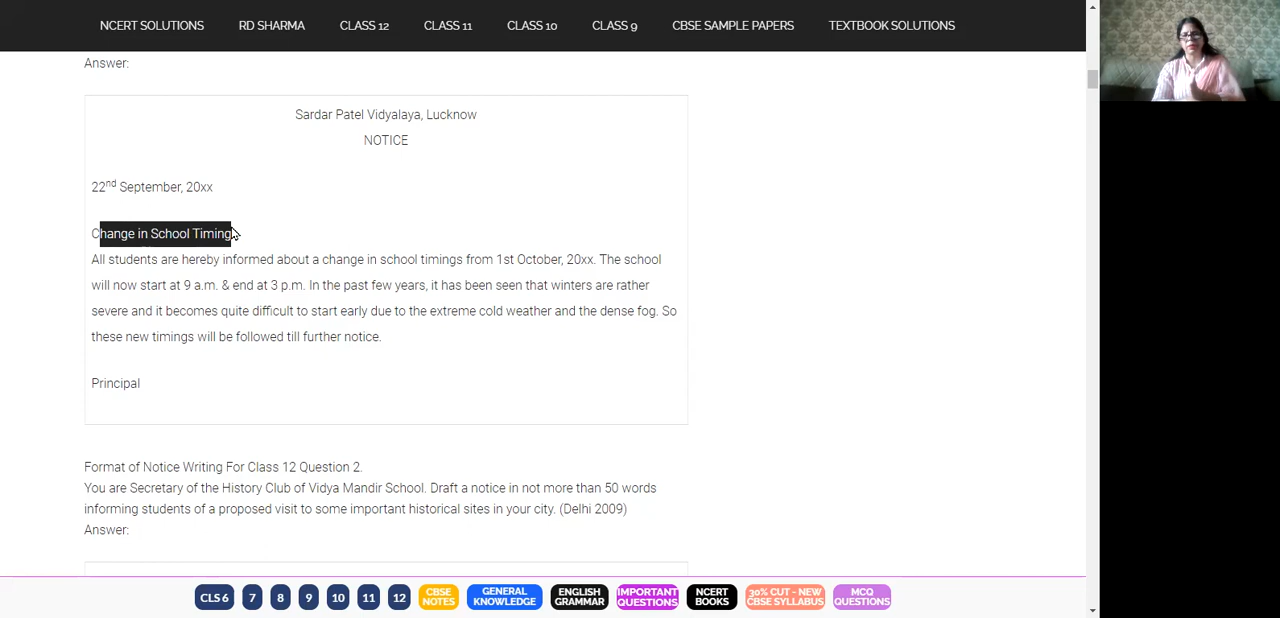 NCERT SOLUTIONS RD SHARMA CLASS 12 CLASS 11 CLASS 10 CLASS 9 CBSE SAMPLE PAPERS TEXTBOOK SOLUTIONS
Answer:
Sardar Patel Vidyalaya, Lucknow
NOTICE
22nd September, 20xx
Change in School Timing
All students are hereby informed about a change in school timings from 1st October, 20xx. The school
will now start at 9 a.m. & end at 3 p.m. In the past few years, it has been seen that winters are rather
severe and it becomes quite difficult to start early due to the extreme cold weather and the dense fog. So
these new timings will be followed till further notice.
Principal
Format of Notice Writing For Class 12 Question 2.
You are Secretary of the History Club of Vidya Mandir School. Draft a notice in not more than 50 words
informing students of a proposed visit to some important historical sites in your city. (Delhi 2009)
Answer:
CLS 6 7 8 9 10 11 12 CBSE NOTES GENERAL KNOWLEDGE ENGLISH GRAMMAR IMPORTANT QUESTIONS NCERT BOOKS 30% CUT - NEW CBSE SYLLABUS MCQ QUESTIONS